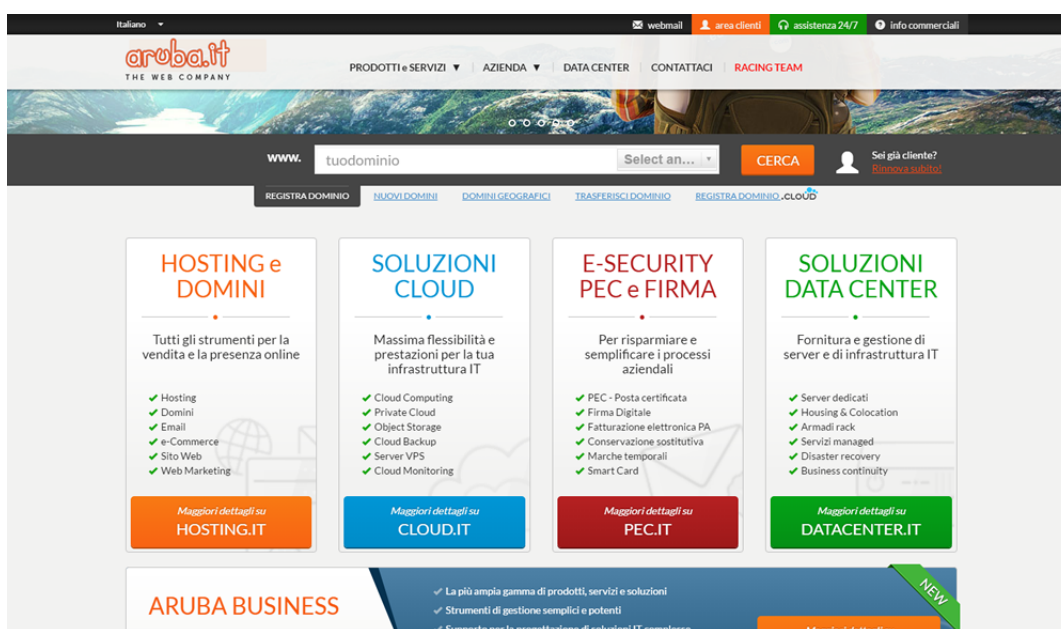 Italiano
webmail
area clienti
assistenza 24/7
info commerciali
aruba.it
THE WEB COMPANY
PRODOTTI e SERVIZI
AZIENDA
DATA CENTER
CONTATTACI
RACING TEAM
www.
tuodominio
Select an...
CERCA
Sei già cliente?
Rinnova subito!
REGISTRA DOMINIO
NUOVI DOMINI
DOMINI GEOGRAFICI
TRASFERISCI DOMINIO
REGISTRA DOMINIO .CLOUD
HOSTING e
DOMINI
Tutti gli strumenti per la
vendita e la presenza online
Hosting
Domini
Email
e-Commerce
Sito Web
Web Marketing
Maggiori dettagli su
HOSTING.IT
SOLUZIONI
CLOUD
Massima flessibilità e
prestazioni per la tua
infrastruttura IT
Cloud Computing
Private Cloud
Object Storage
Cloud Backup
Server VPS
Cloud Monitoring
Maggiori dettagli su
CLOUD.IT
E-SECURITY
PEC e FIRMA
Per risparmiare e
semplificare i processi
aziendali
PEC - Posta certificata
Firma Digitale
Fatturazione elettronica PA
Conservazione sostitutiva
Marche temporali
Smart Card
Maggiori dettagli su
PEC.IT
SOLUZIONI
DATA CENTER
Fornitura e gestione di
server e di infrastruttura IT
Server dedicati
Housing & Colocation
Armadi rack
Servizi managed
Disaster recovery
Business continuity
Maggiori dettagli su
DATACENTER.IT
ARUBA BUSINESS
La più ampia gamma di prodotti, servizi e soluzioni
Strumenti di gestione semplici e potenti
NEW